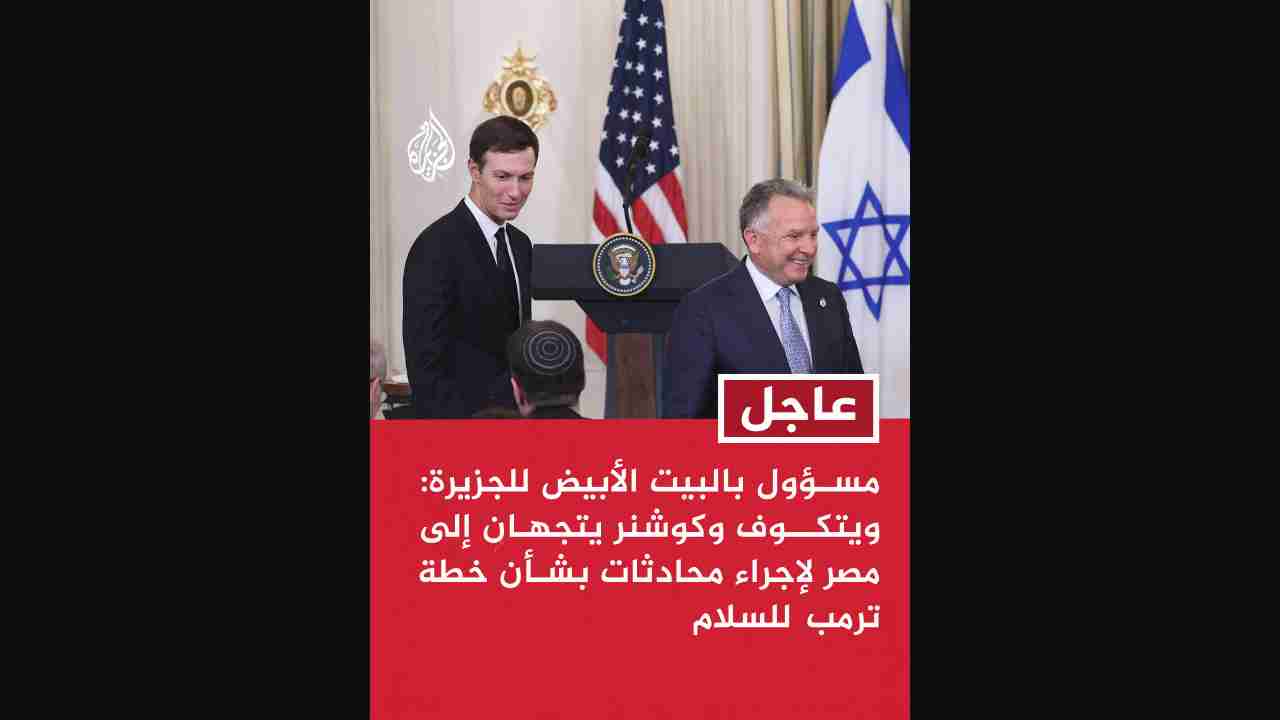 الجزيرة
عاجل
مسؤول بالبيت الأبيض للجزيرة:
ويتكوف وكوشنر يتجهان إلى
مصر لإجراء محادثات بشأن خطة
ترمب للسلام